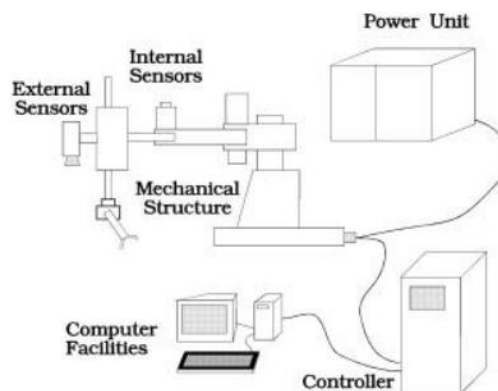 Power Unit
Internal
Sensors
External
Sensors
Mechanical
Structure
Computer
Facilities
Controller